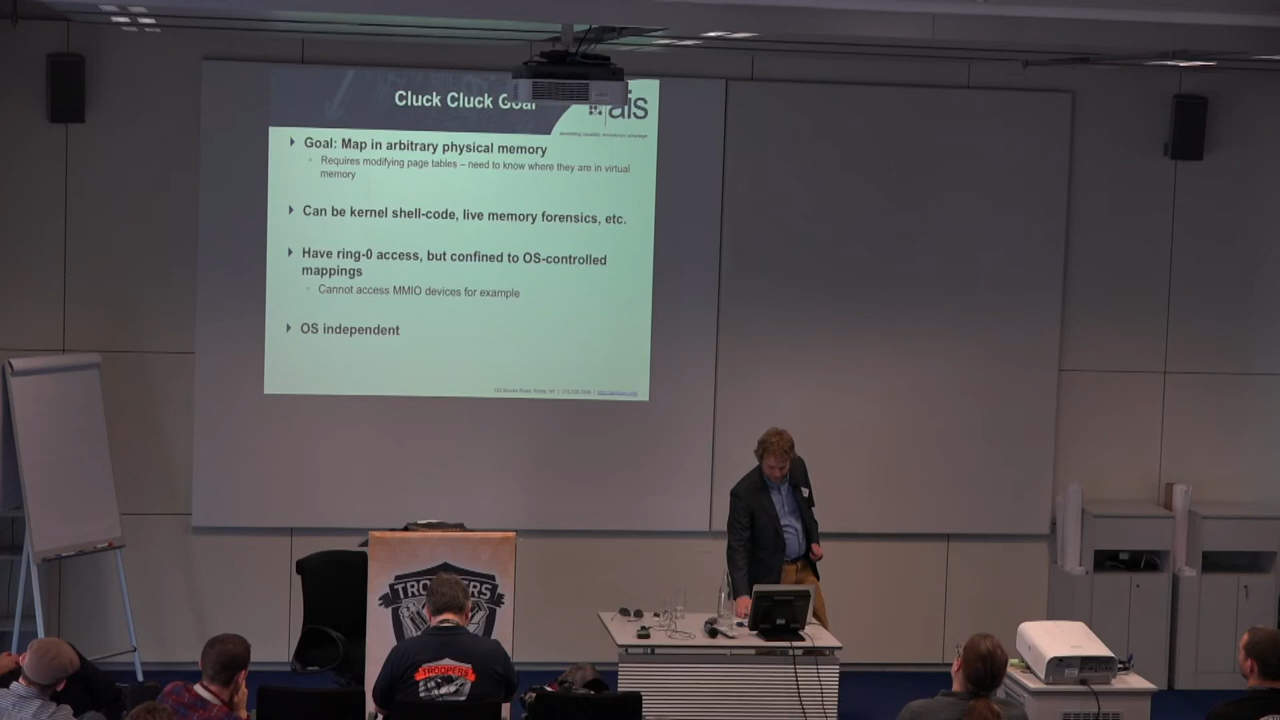 Cluck Cluck Goal
ais
Goal: Map in arbitrary physical memory
Requires modifying page tables – need to know where they are in virtual
memory
Can be kernel shell-code, live memory forensics, etc.
Have ring-0 access, but confined to OS-controlled
mappings
Cannot access MMIO devices for example
OS independent
TROOPERS